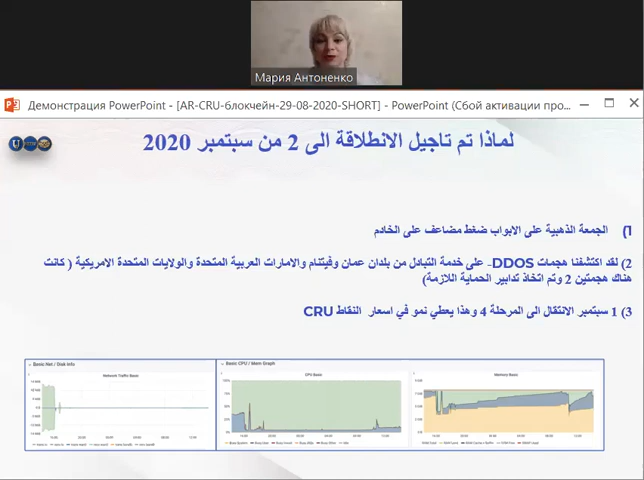 Мария Антоненко
Демонстрация PowerPoint - [AR-CRU-блокчейн-29-08-2020-SHORT] - PowerPoint (Сбой активации про...
لماذا تم تاجيل الانطلاقة الى 2 من سبتمبر 2020
1) الجمعة الذهبية على الابواب ضغط مضاعف على الخادم
2) لقد اكتشفنا هجمات DDOS- على خدمة التبادل من بلدان عمان وفيتنام والامارات العربية المتحدة والولايات المتحدة الامريكية ( كانت
هناك هجمتين 2 وتم اتخاذ تدابير الحماية اللازمة)
3) 1 سبتمبر الانتقال الى المرحلة 4 وهذا يعطي نمو في اسعار النقاط CRU
Basic Net / Disk Info
Network Traffic Basic
Basic CPU / Mem Graph
CPU Basic
Memory Basic